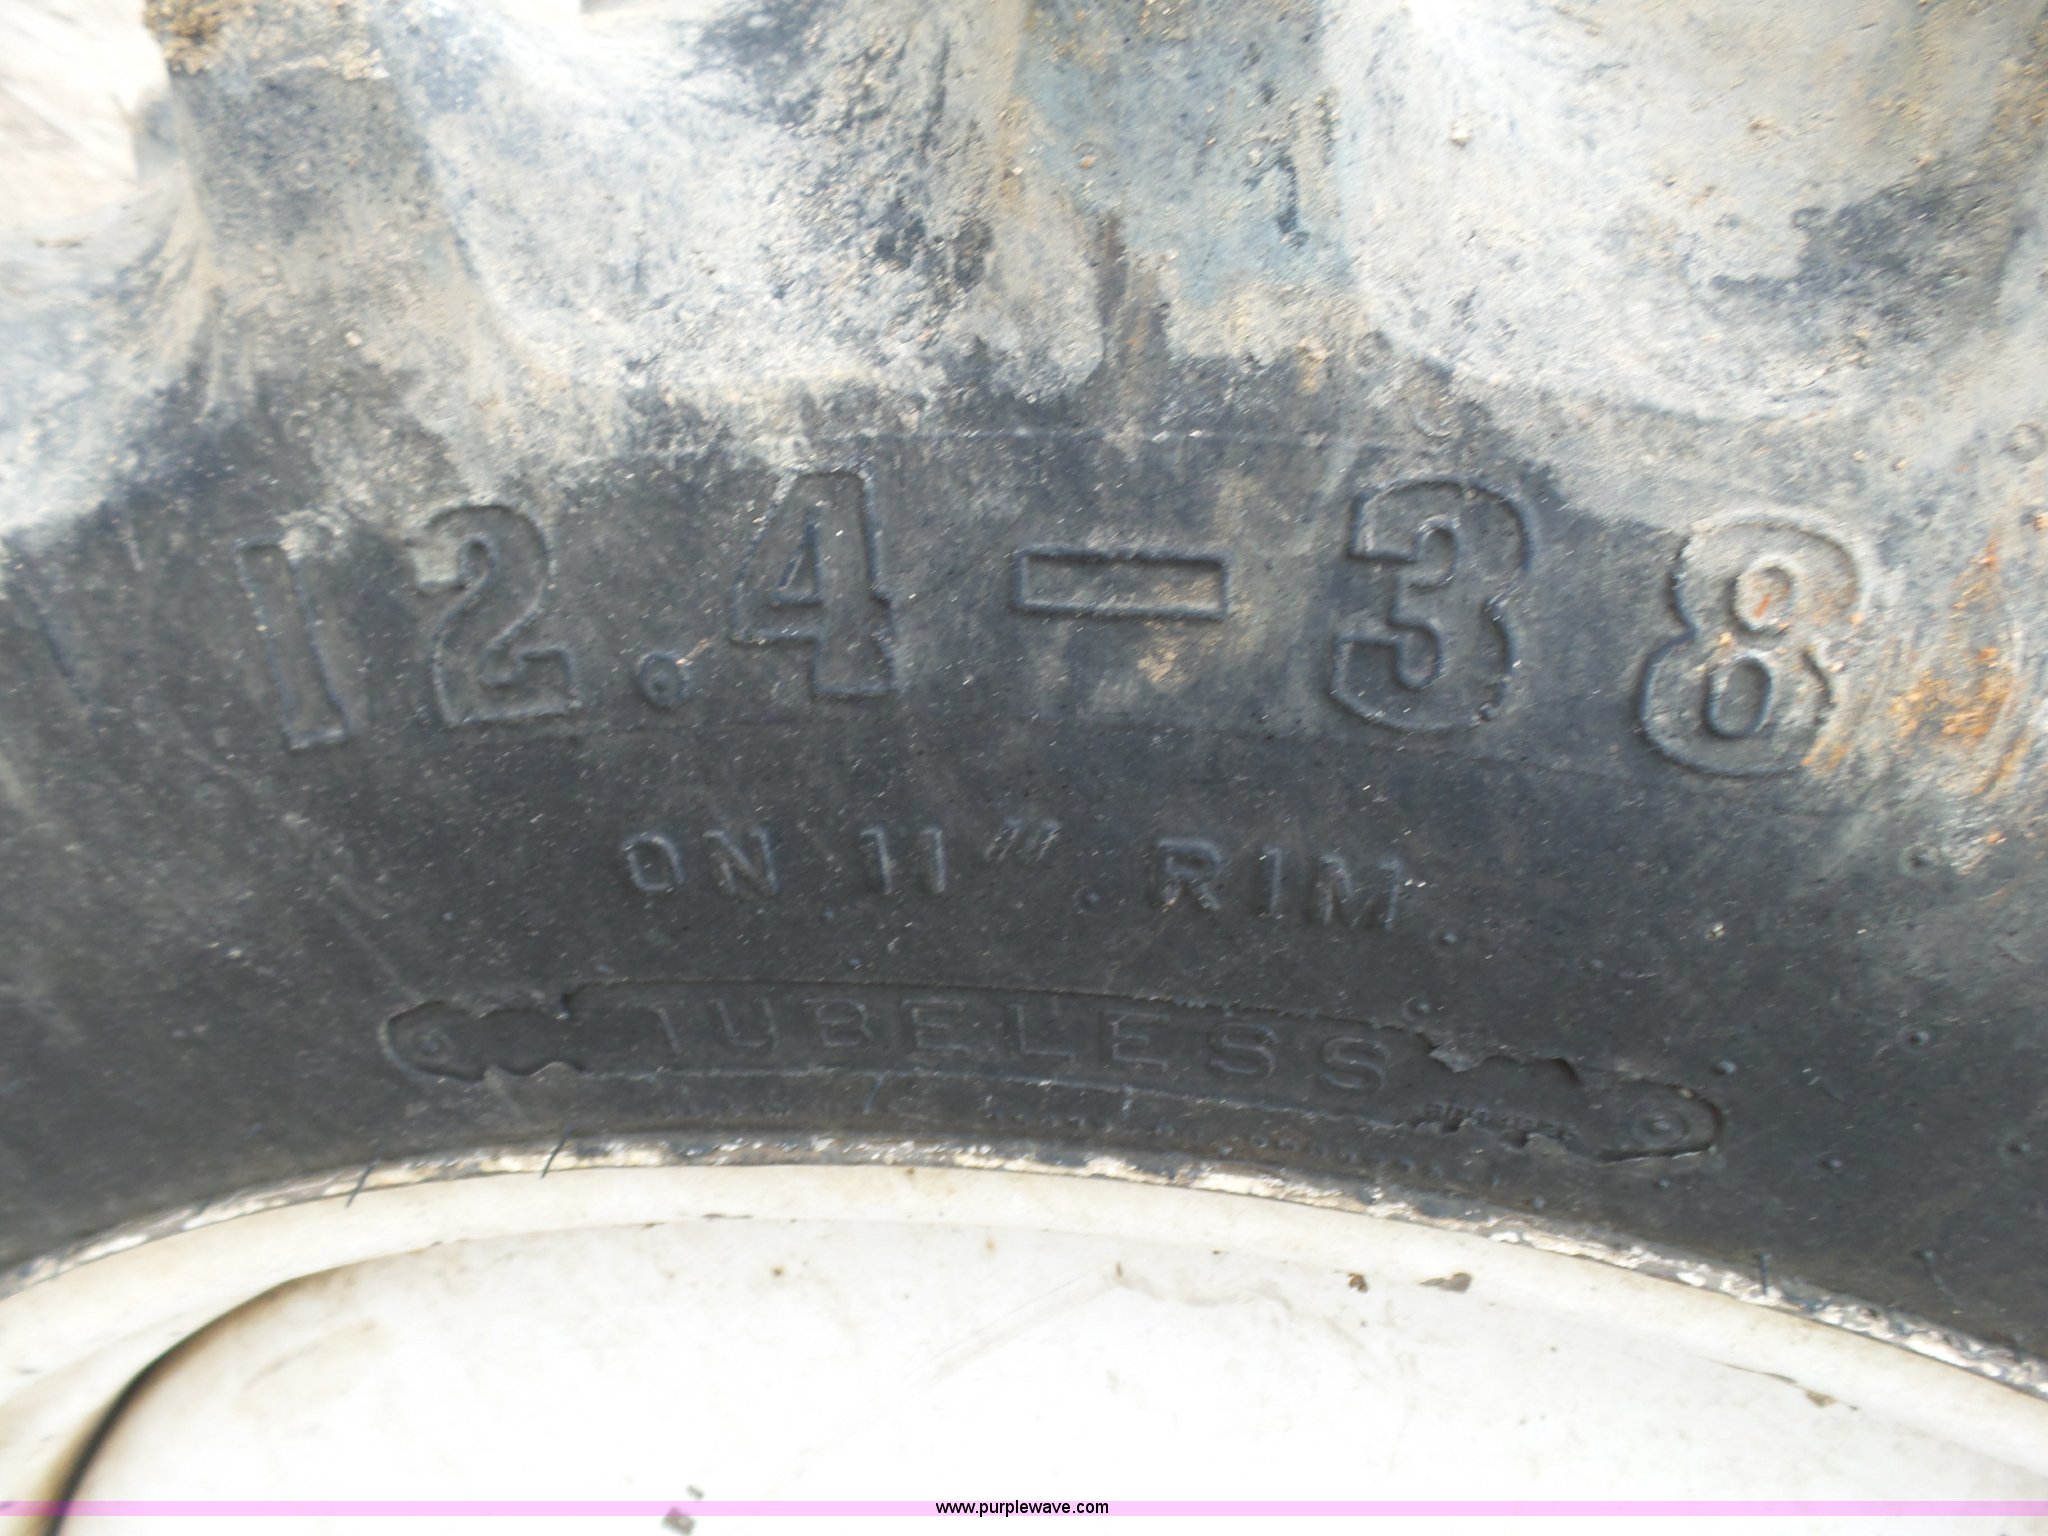 12.4-38
ON 11" RIM
TUBELESS
www.purplewave.com